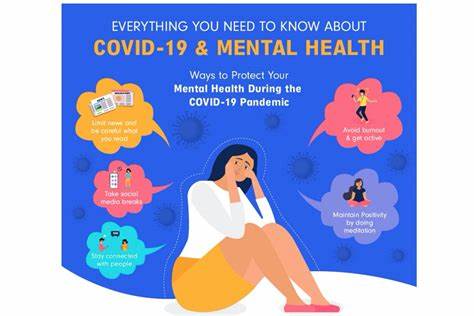 EVERYTHING YOU NEED TO KNOW ABOUT
COVID-19 & MENTAL HEALTH
Ways to Protect Your
Mental Health During the
COVID-19 Pandemic
Limit news and
be careful what
you read
Take social
media breaks
Stay connected
with people
Avoid burnout
& get active
Maintain Positivity
by doing
meditation